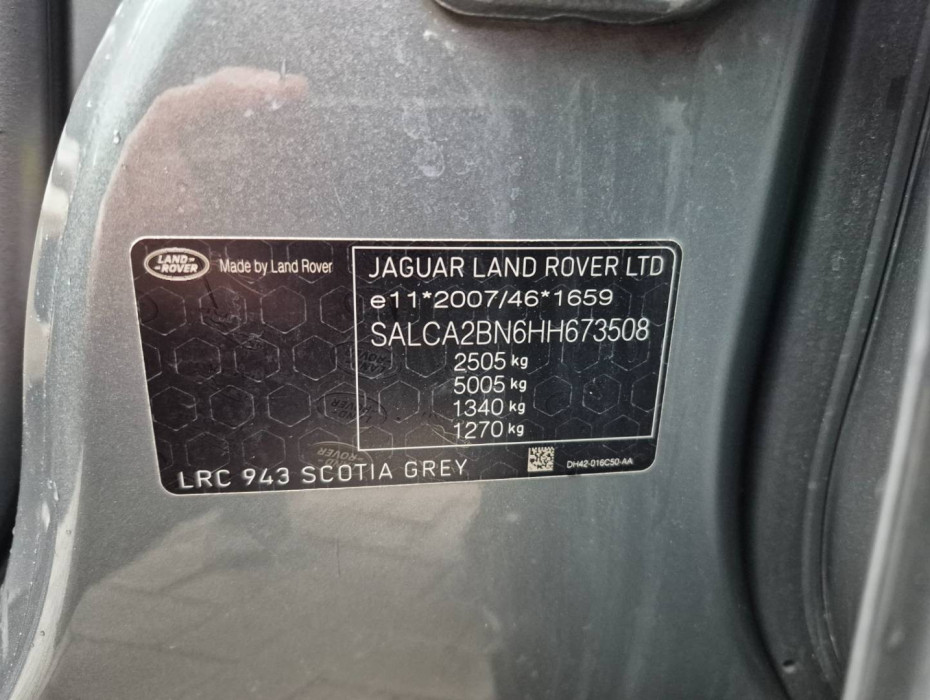 LAND-
-ROVER
Made by Land Rover
JAGUAR LAND ROVER LTD
e11*2007/46*1659
SALCA2BN6HH673508
2505 kg
5005 kg
1340 kg
1270 kg
LRC 943 SCOTIA GREY
DH42-016C50-AA